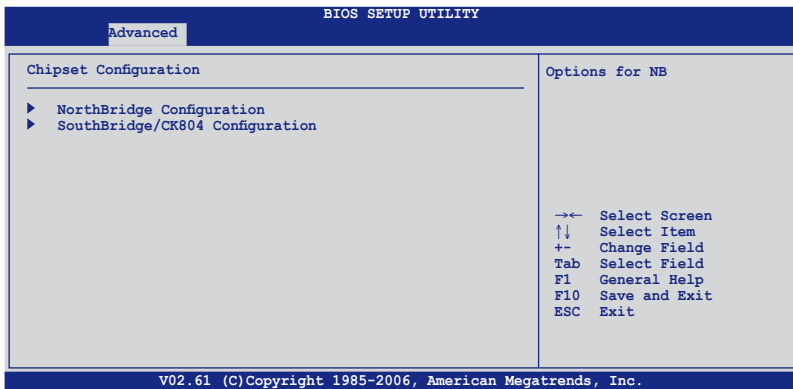 BIOS SETUP UTILITY
Advanced
Chipset Configuration
NorthBridge Configuration
SouthBridge/CK804 Configuration
Options for NB
→← Select Screen
↑↓ Select Item
+- Change Field
Tab Select Field
F1 General Help
F10 Save and Exit
ESC Exit
V02.61 (C)Copyright 1985-2006, American Megatrends, Inc.